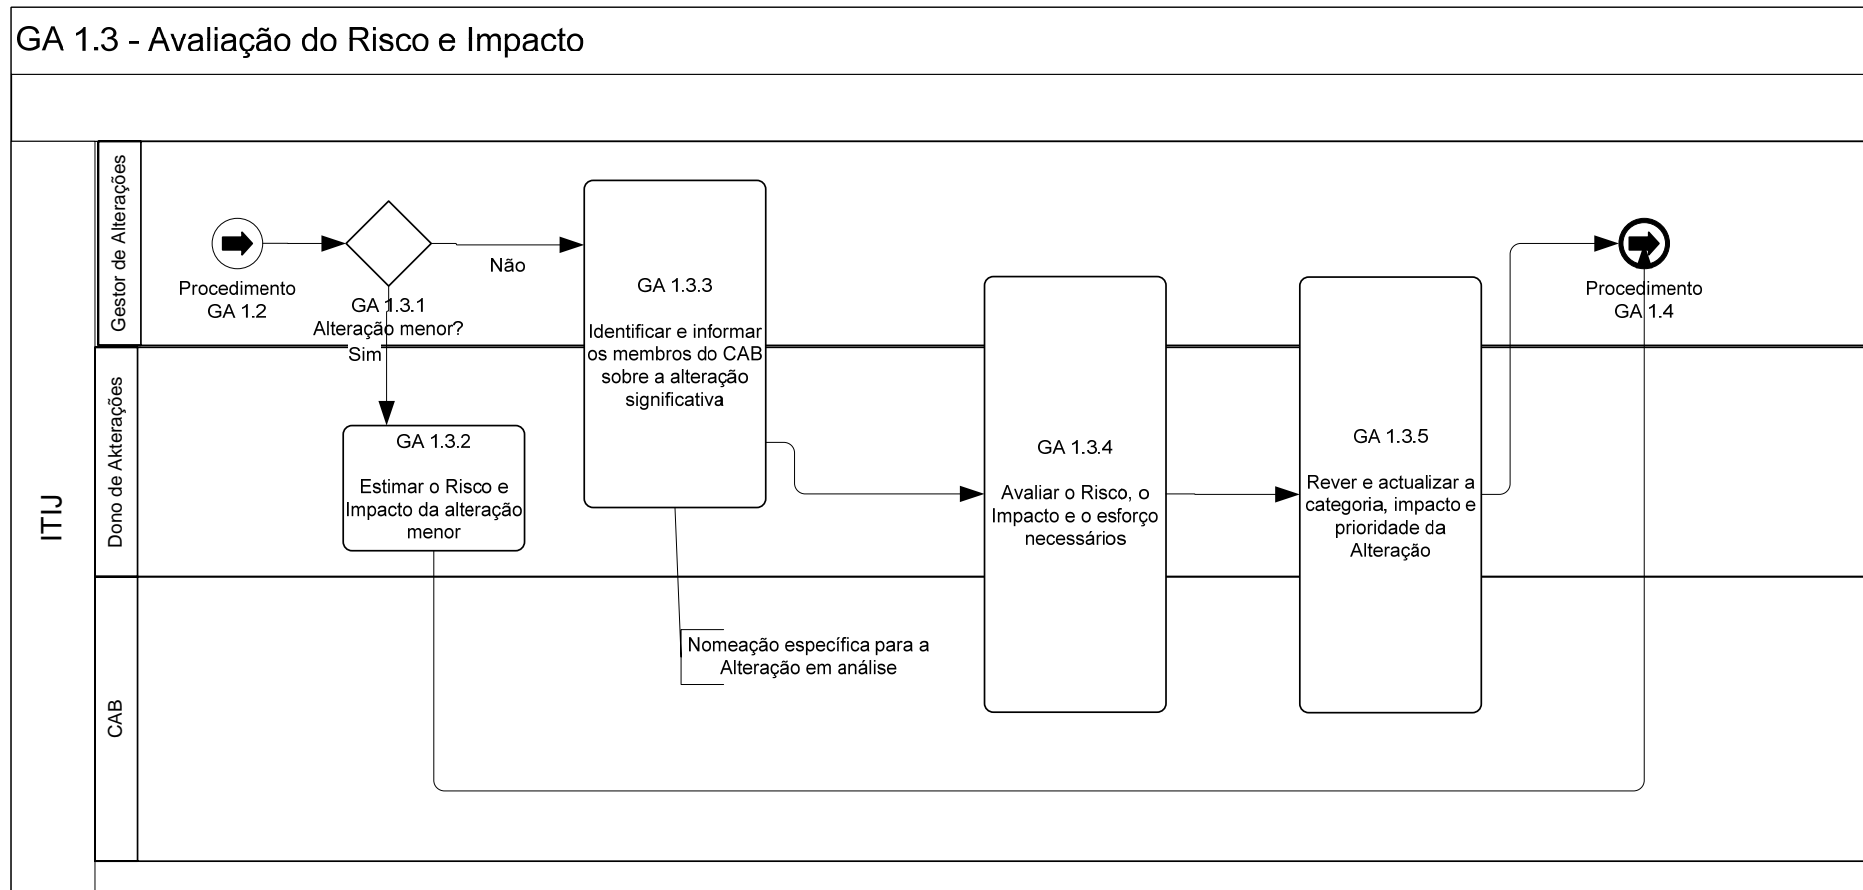 GA 1.3 - Avaliação do Risco e Impacto
ITIJ
Gestor de Alterações
Procedimento
GA 1.2
GA 1.3.1
Alteração menor?
Sim
Não
GA 1.3.3
Identificar e informar
os membros do CAB
sobre a alteração
significativa
Procedimento
GA 1.4
Dono de Akterações
GA 1.3.2
Estimar o Risco e
Impacto da alteração
menor
GA 1.3.4
Avaliar o Risco, o
Impacto e o esforço
necessários
GA 1.3.5
Rever e actualizar a
categoria, impacto e
prioridade da
Alteração
CAB
Nomeação específica para a
Alteração em análise